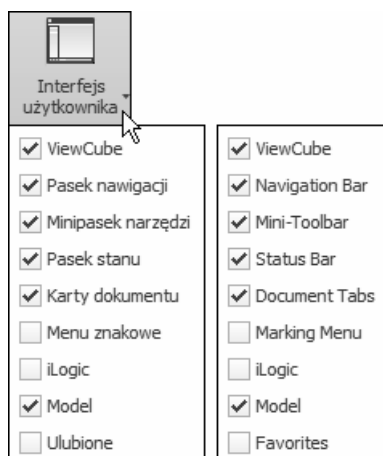 Interfejs
użytkownika
ViewCube
Pasek nawigacji
Minipasek narzędzi
Pasek stanu
Karty dokumentu
Menu znakowe
iLogic
Model
Ulubione
ViewCube
Navigation Bar
Mini-Toolbar
Status Bar
Document Tabs
Marking Menu
iLogic
Model
Favorites